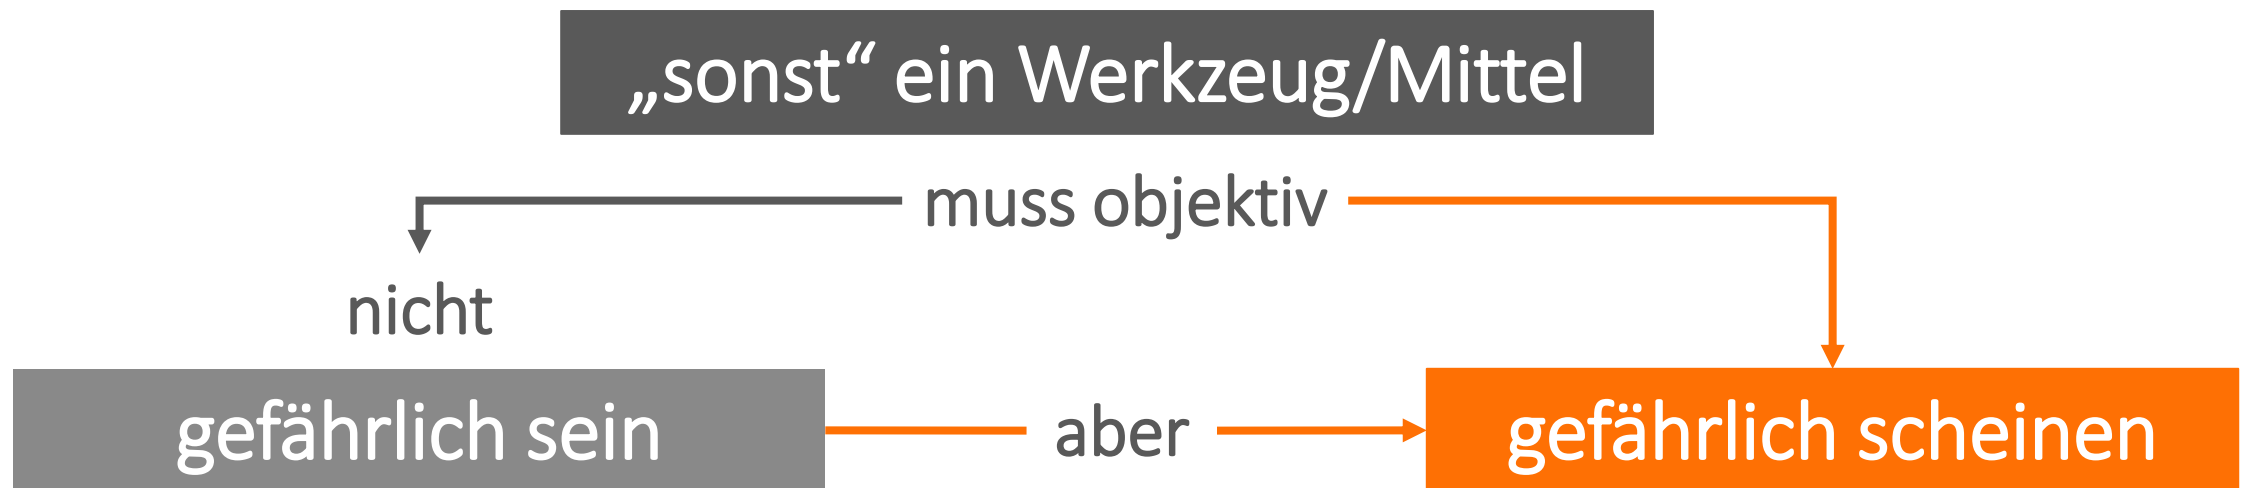 „sonst“ ein Werkzeug/Mittel
muss objektiv
nicht
gefährlich sein
aber
gefährlich scheinen